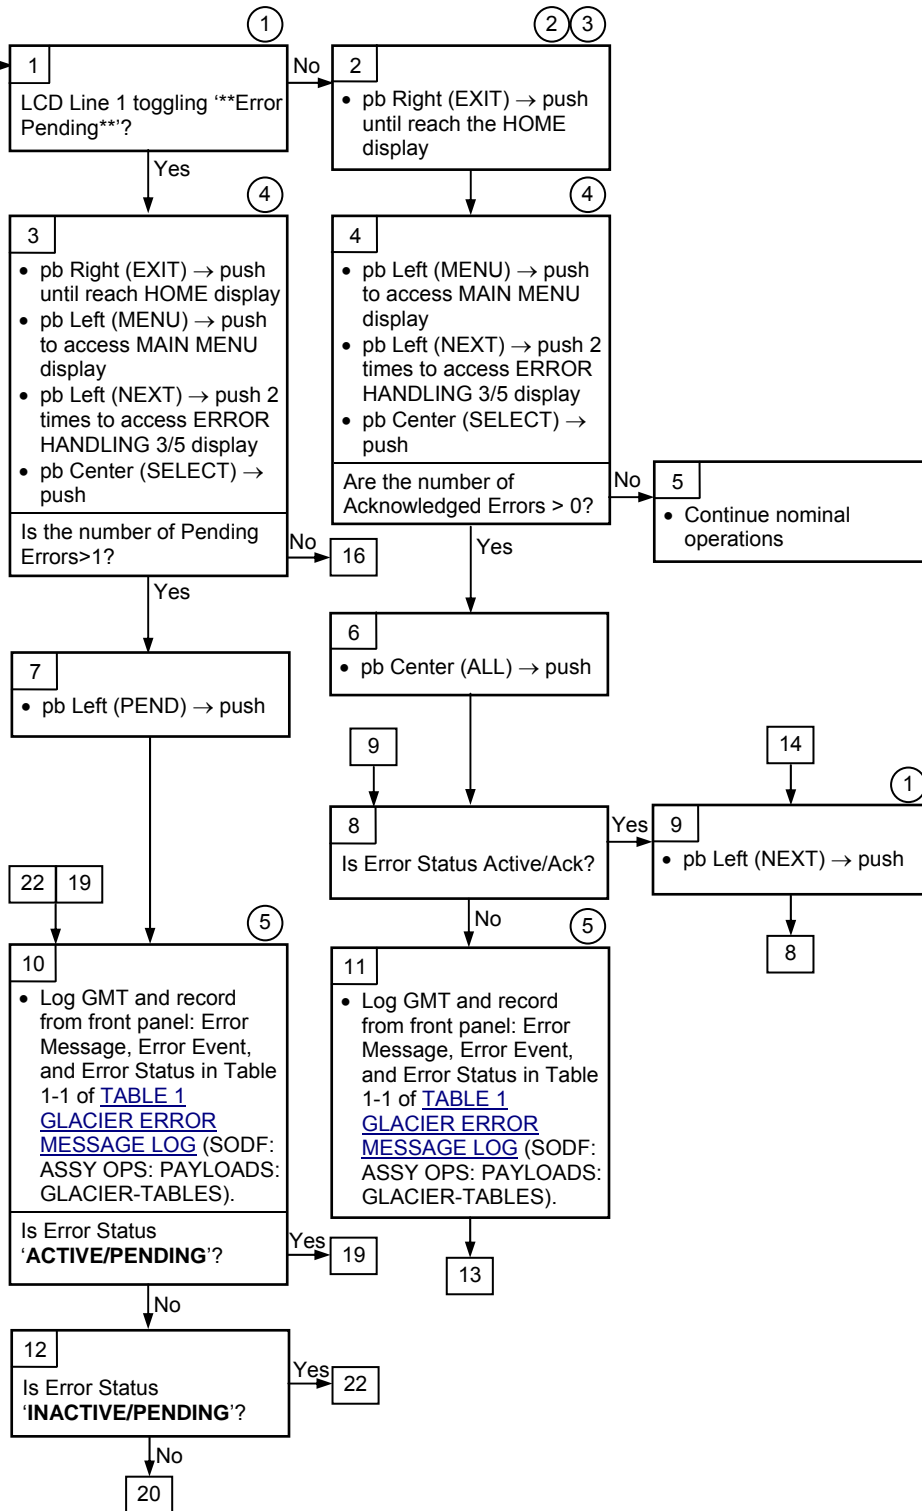 1
2 3
1
LCD Line 1 toggling ‘**Error
Pending**’?
No
2
• pb Right (EXIT) → push
until reach the HOME
display
Yes
4
3
• pb Right (EXIT) → push
until reach HOME display
• pb Left (MENU) → push
to access MAIN MENU
display
• pb Left (NEXT) → push 2
times to access ERROR
HANDLING 3/5 display
• pb Center (SELECT) →
push
Is the number of Pending
Errors>1?
No
16
Yes
4
4
• pb Left (MENU) → push
to access MAIN MENU
display
• pb Left (NEXT) → push 2
times to access ERROR
HANDLING 3/5 display
• pb Center (SELECT) →
push
Are the number of
Acknowledged Errors > 0?
No
5
• Continue nominal
operations
Yes
6
• pb Center (ALL) → push
7
• pb Left (PEND) → push
9
8
Is Error Status Active/Ack?
Yes
14
1
9
• pb Left (NEXT) → push
8
No
22 19
5
10
• Log GMT and record
from front panel: Error
Message, Error Event,
and Error Status in Table
1-1 of TABLE 1
GLACIER ERROR
MESSAGE LOG (SODF:
ASSY OPS: PAYLOADS:
GLACIER-TABLES).
Is Error Status
‘ACTIVE/PENDING’?
Yes
19
No
5
11
• Log GMT and record
from front panel: Error
Message, Error Event,
and Error Status in Table
1-1 of TABLE 1
GLACIER ERROR
MESSAGE LOG (SODF:
ASSY OPS: PAYLOADS:
GLACIER-TABLES).
13
12
Is Error Status
‘INACTIVE/PENDING’?
Yes
22
No
20